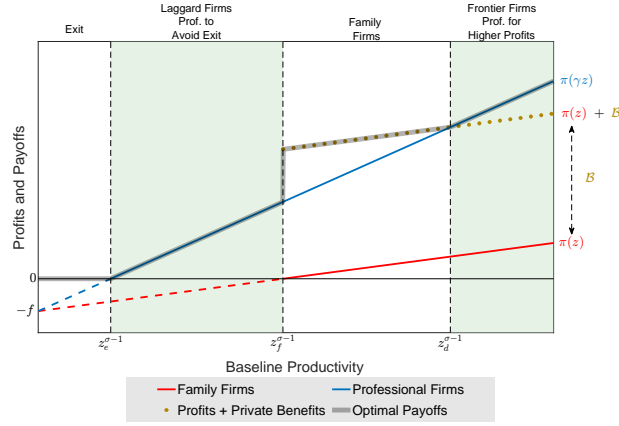 Exit
Laggard Firms
Prof. to
Avoid Exit
Family
Firms
Frontier Firms
Prof. for
Higher Profits
Profits and Payoffs
π(γz)
π(z) + ℬ
ℬ
π(z)
0
−f
z_e^{σ−1}
z_f^{σ−1}
z_d^{σ−1}
Baseline Productivity
Family Firms
Professional Firms
Profits + Private Benefits
Optimal Payoffs